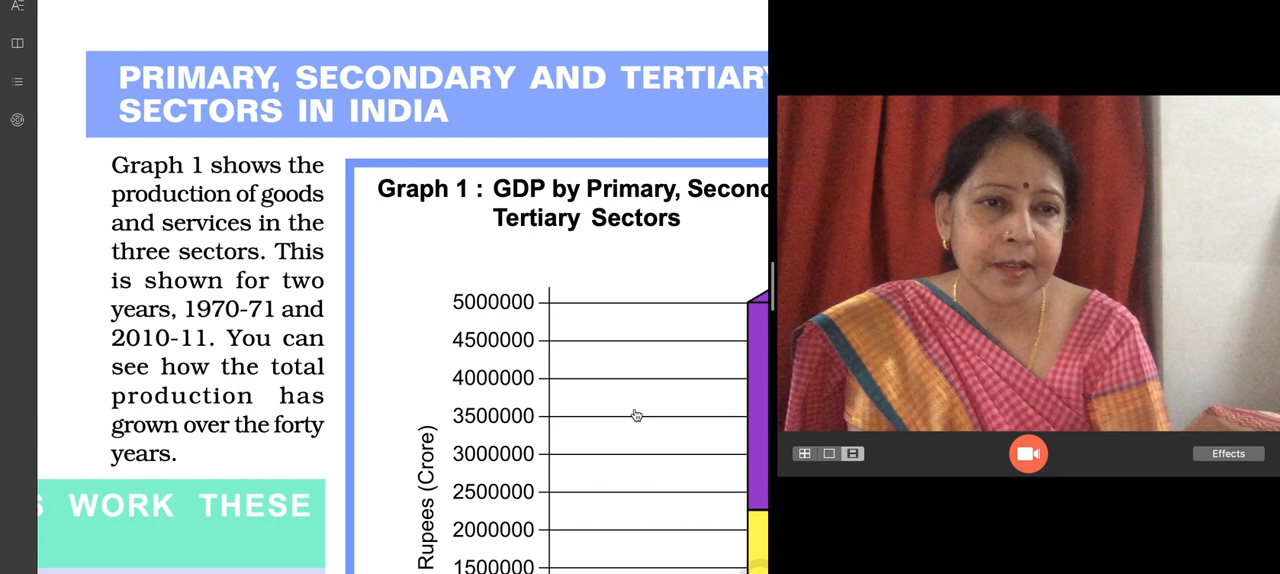 PRIMARY, SECONDARY AND TERTIARY
SECTORS IN INDIA
Graph 1 shows the
production of goods
and services in the
three sectors. This
is shown for two
years, 1970-71 and
2010-11. You can
see how the total
production has
grown over the forty
years.
WORK THESE
Graph 1 : GDP by Primary, Second
Tertiary Sectors
5000000
4500000
4000000
3500000
3000000
2500000
2000000
1500000
Rupees (Crore)
Effects